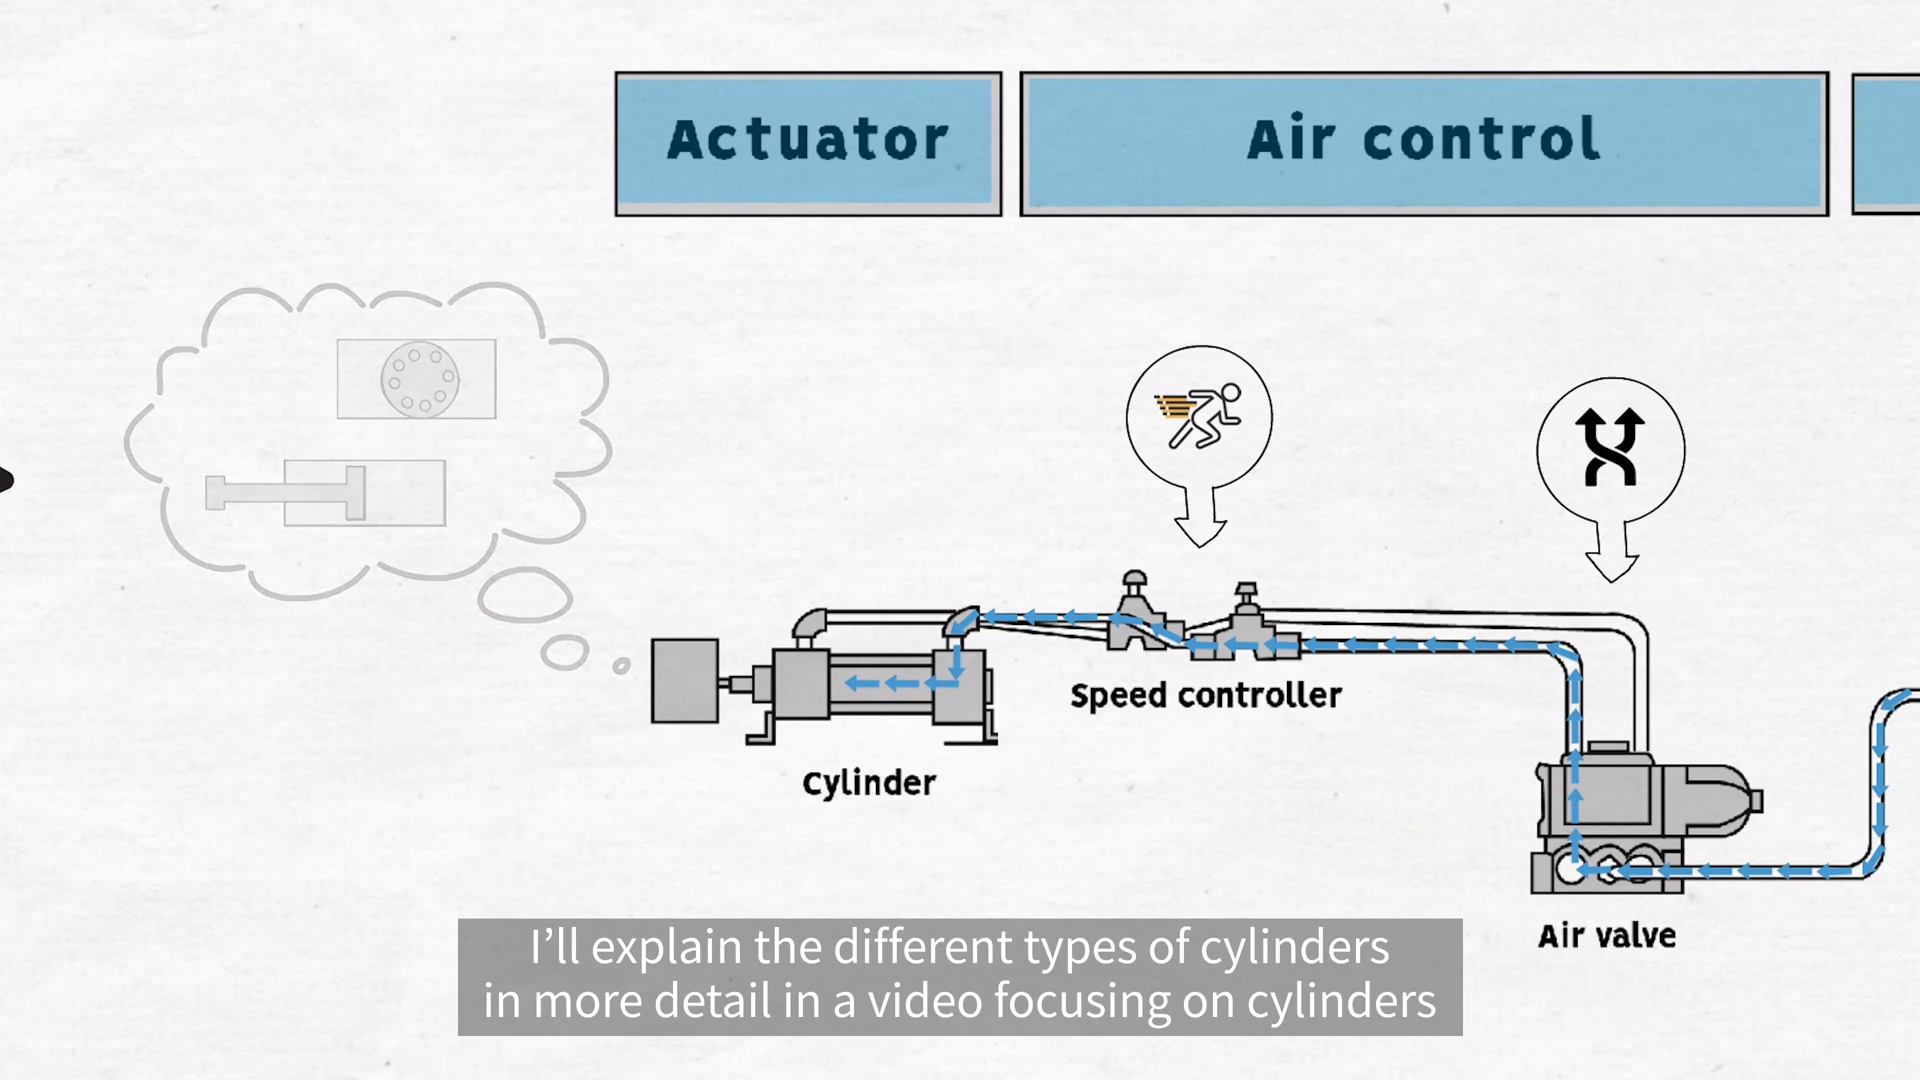 Actuator
Air control
Speed controller
Cylinder
Air valve
I’ll explain the different types of cylinders
in more detail in a video focusing on cylinders